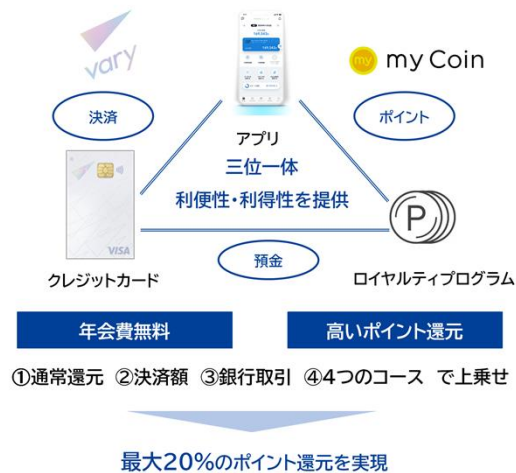 vary
my
my Coin
決済
ポイント
アプリ
三位一体
利便性・利得性を提供
VISA
P
預金
クレジットカード
ロイヤルティプログラム
年会費無料
高いポイント還元
①通常還元 ②決済額 ③銀行取引 ④4つのコース で上乗せ
最大20%のポイント還元を実現